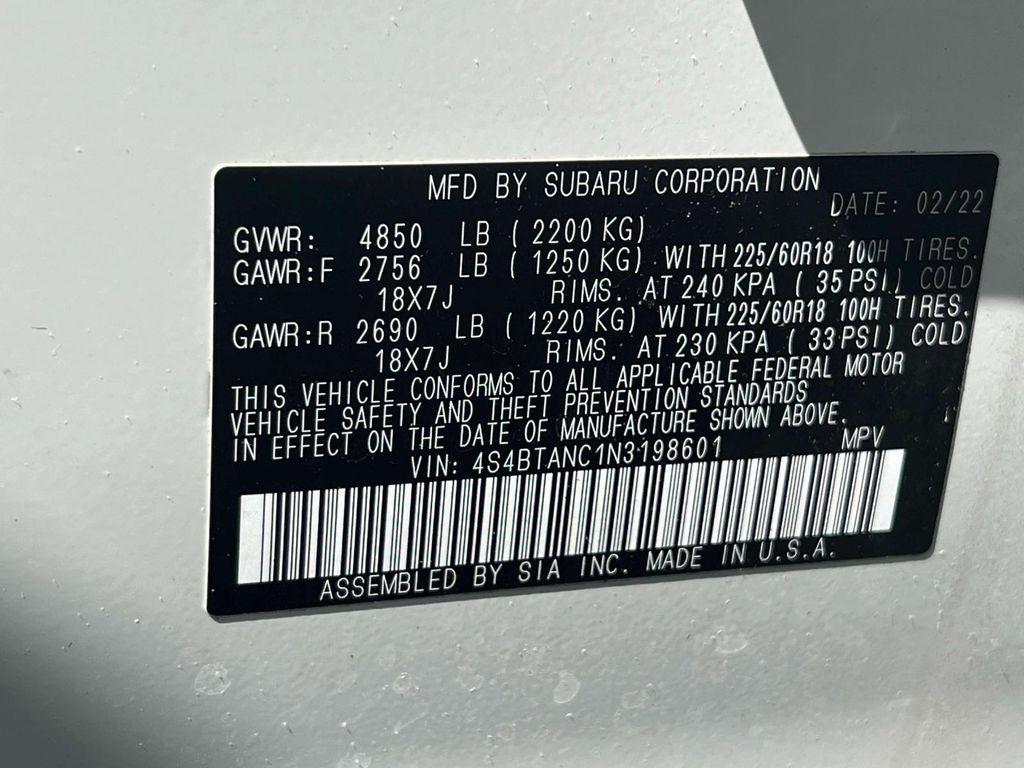 MFD BY SUBARU CORPORATION
DATE: 02/22
GVWR: 4850 LB ( 2200 KG)
GAWR:F 2756 LB ( 1250 KG) WITH 225/60R18 100H TIRES.
18X7J RIMS. AT 240 KPA ( 35 PSI) COLD
GAWR:R 2690 LB ( 1220 KG) WITH 225/60R18 100H TIRES.
18X7J RIMS. AT 230 KPA ( 33 PSI) COLD
THIS VEHICLE CONFORMS TO ALL APPLICABLE FEDERAL MOTOR
VEHICLE SAFETY AND THEFT PREVENTION STANDARDS
IN EFFECT ON THE DATE OF MANUFACTURE SHOWN ABOVE.
VIN: 4S4BTANC1N3198601 MPV
ASSEMBLED BY SIA INC. MADE IN U.S.A.